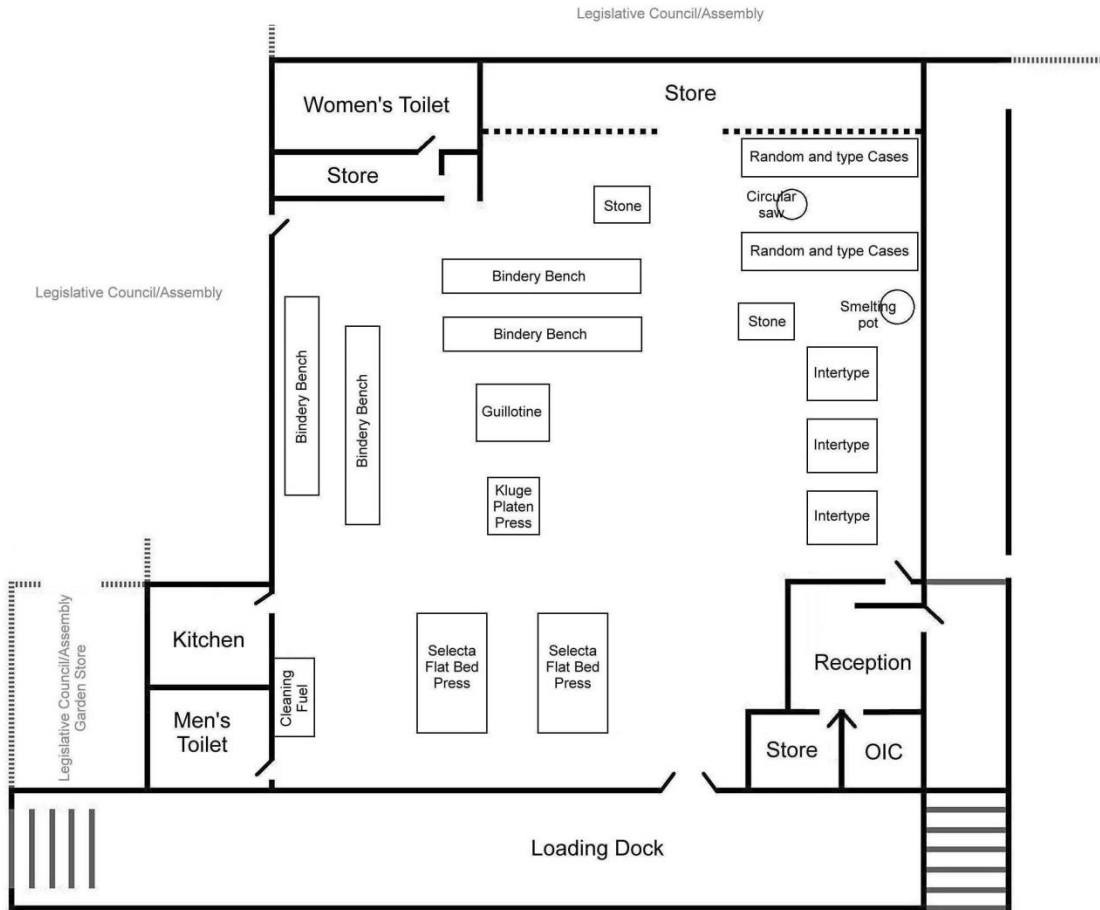 Legislative Council/Assembly
Women's Toilet
Store
Store
Random and type Cases
Circular
saw
Stone
Random and type Cases
Bindery Bench
Legislative Council/Assembly
Smelting
pot
Stone
Bindery Bench
Bindery Bench
Bindery Bench
Intertype
Guillotine
Intertype
Kluge
Platen
Press
Intertype
Kitchen
Legislative Council/Assembly
Garden Store
Cleaning
Fuel
Selecta
Flat Bed
Press
Selecta
Flat Bed
Press
Reception
Men's
Toilet
Store
OIC
Loading Dock